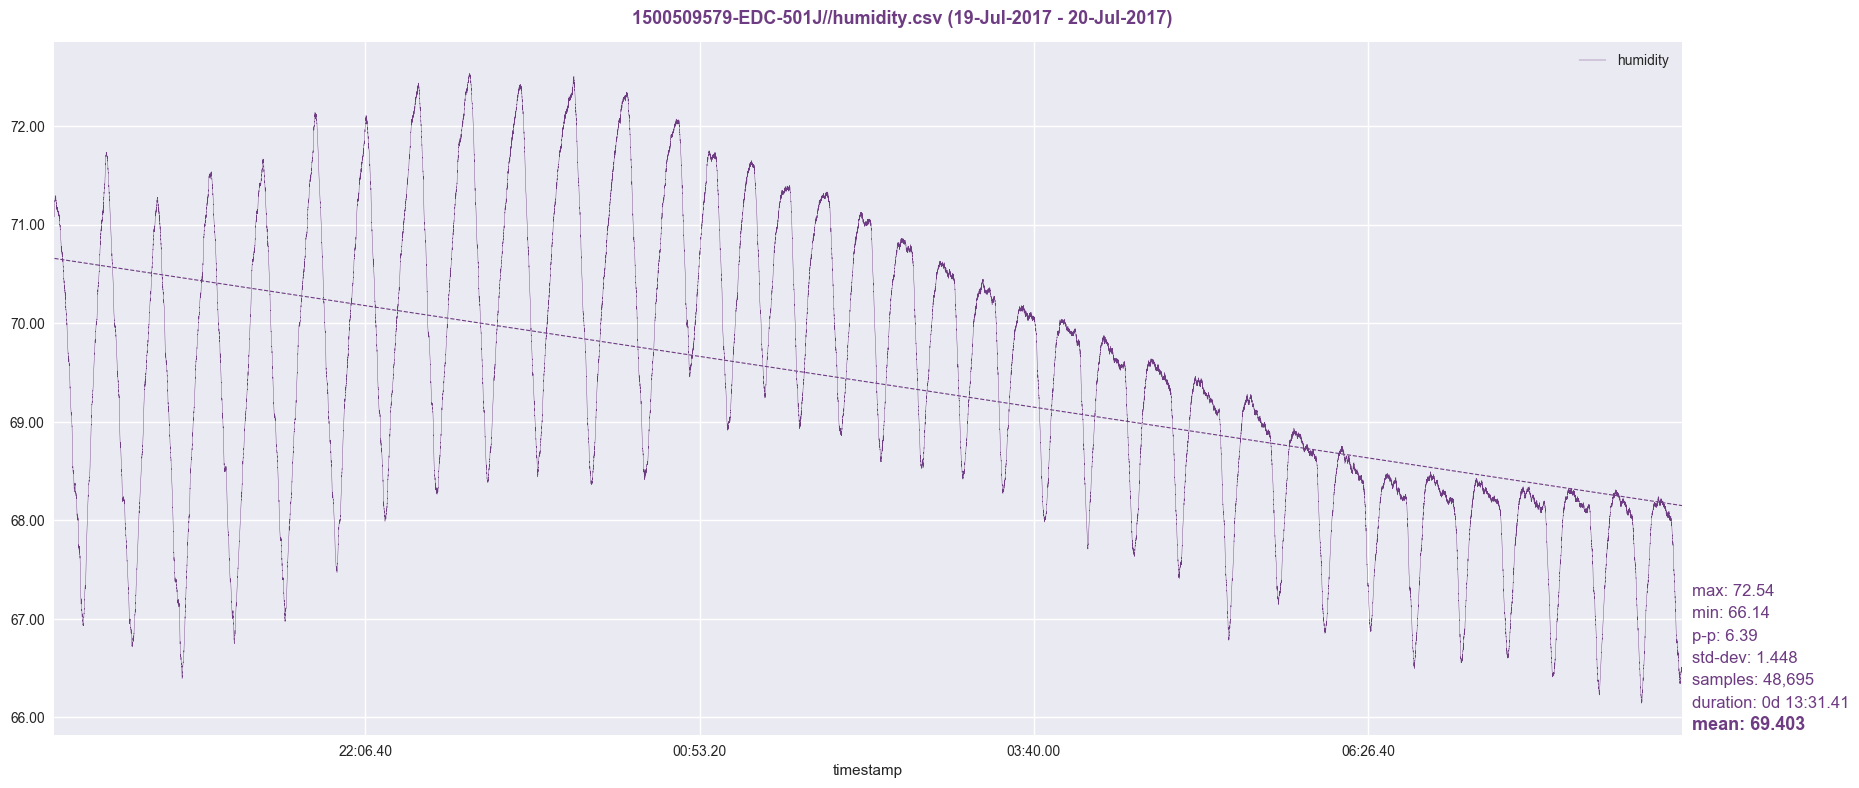 1500509579-EDC-501J//humidity.csv (19-Jul-2017 - 20-Jul-2017)
humidity
72.00
71.00
70.00
69.00
68.00
67.00
66.00
max: 72.54
min: 66.14
p-p: 6.39
std-dev: 1.448
samples: 48,695
duration: 0d 13:31.41
mean: 69.403
22:06.40
00:53.20
03:40.00
06:26.40
timestamp